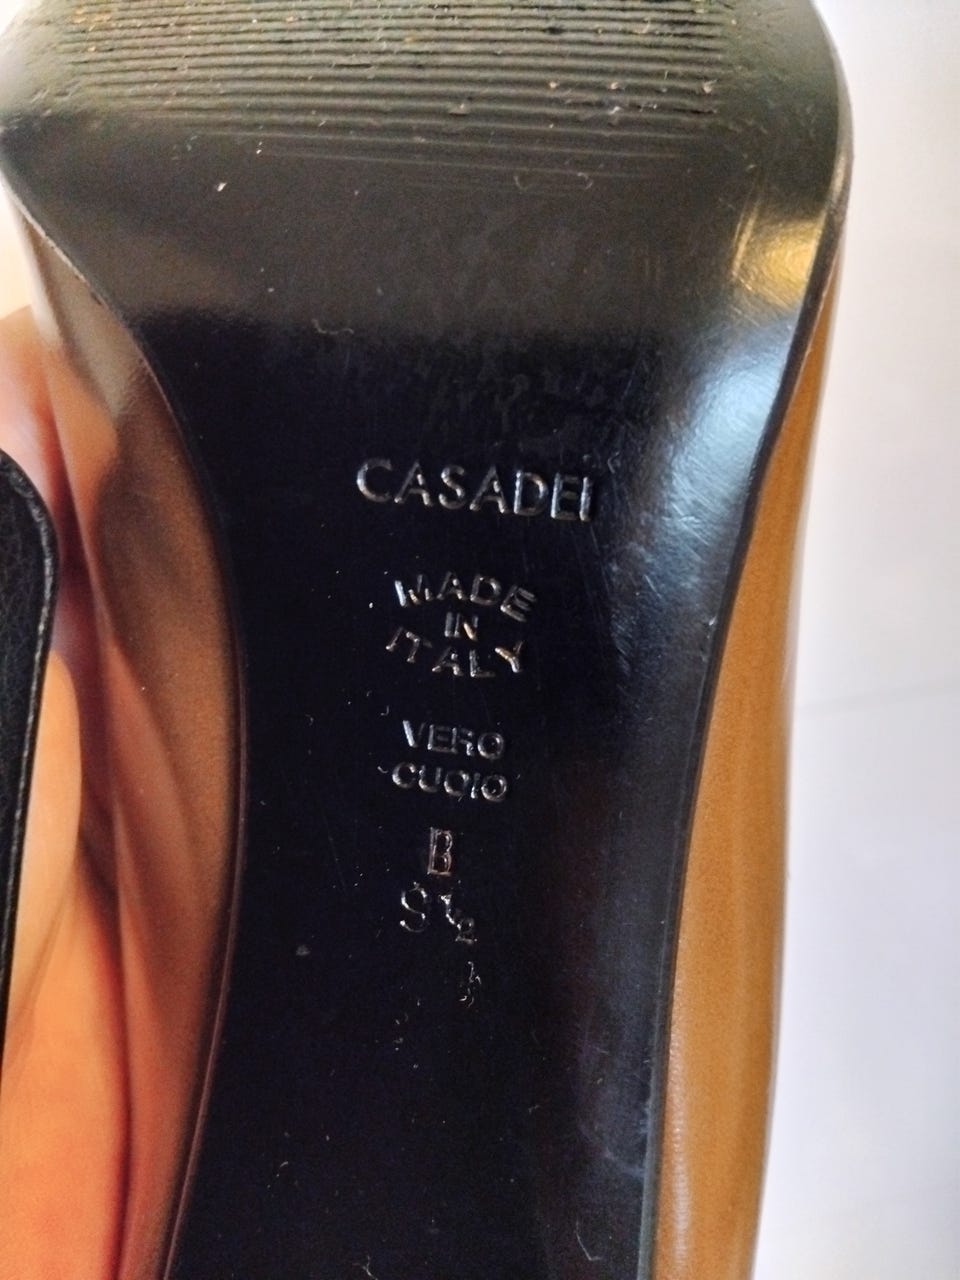 CASADEI
MADE
IN
ITALY
VERO
CUOIO
B
9½